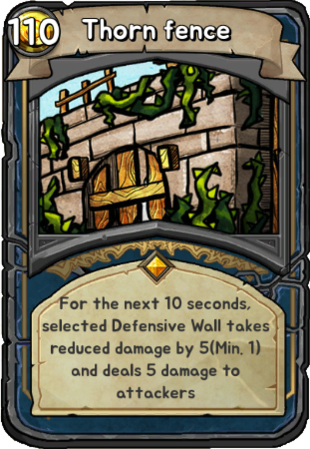 110
Thorn fence
For the next 10 seconds,
selected Defensive Wall takes
reduced damage by 5(Min. 1)
and deals 5 damage to
attackers